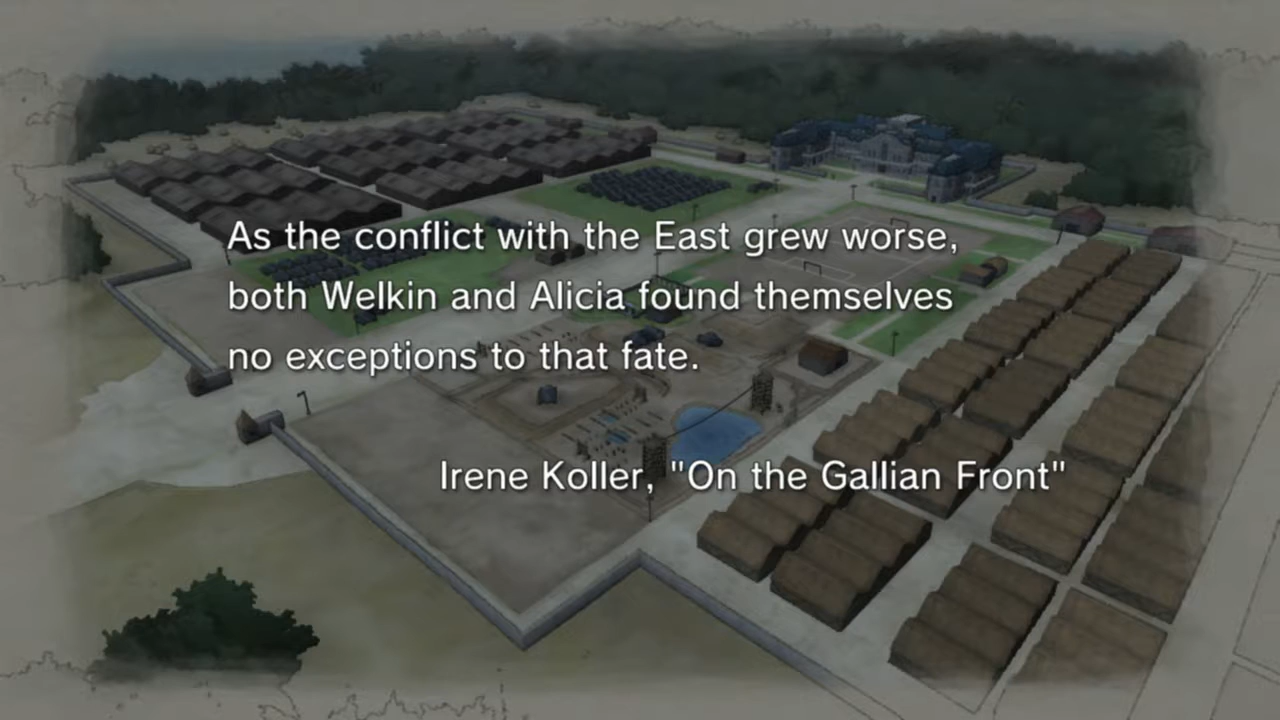 As the conflict with the East grew worse,
both Welkin and Alicia found themselves
no exceptions to that fate.
Irene Koller, "On the Gallian Front"